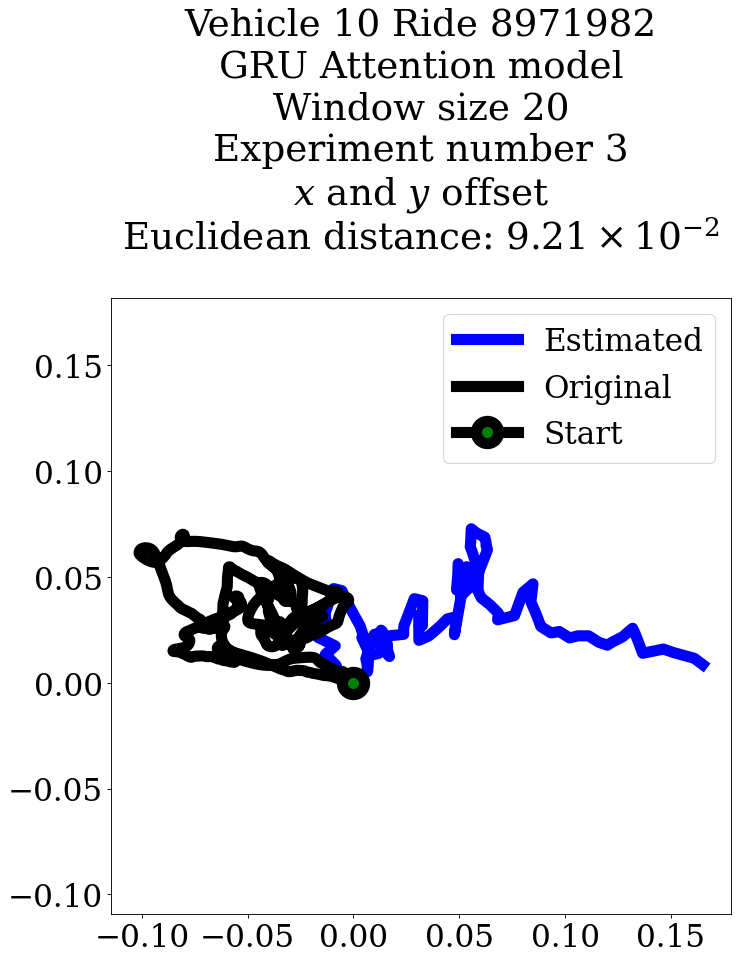 Vehicle 10 Ride 8971982
GRU Attention model
Window size 20
Experiment number 3
x and y offset
Euclidean distance: 9.21 × 10⁻²
Estimated
Original
Start
0.15
0.10
0.05
0.00
−0.05
−0.10
−0.10 −0.05 0.00 0.05 0.10 0.15